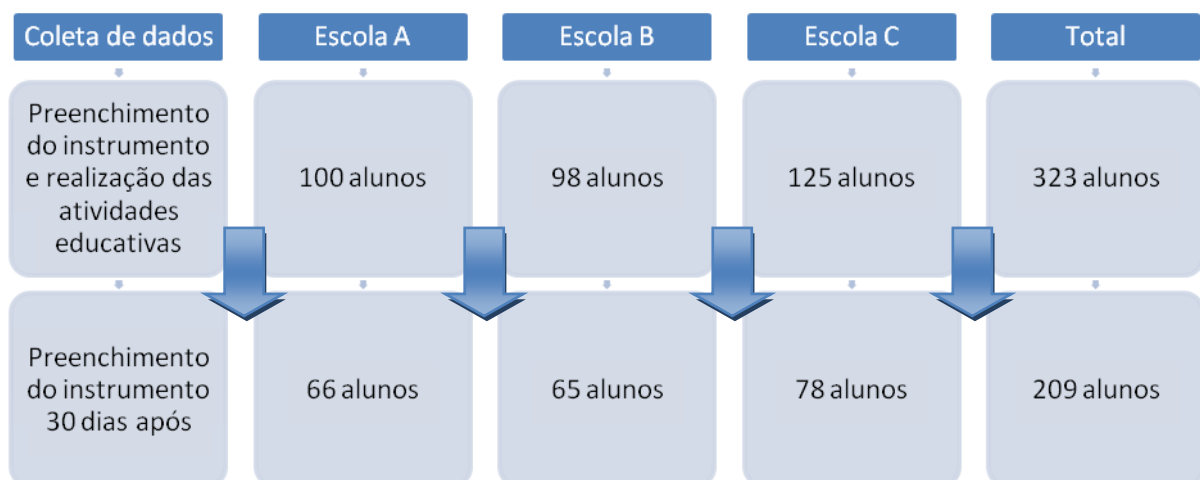 Coleta de dados
Escola A
Escola B
Escola C
Total
Preenchimento
do instrumento
e realização das
atividades
educativas
100 alunos
98 alunos
125 alunos
323 alunos
Preenchimento
do instrumento
30 dias após
66 alunos
65 alunos
78 alunos
209 alunos